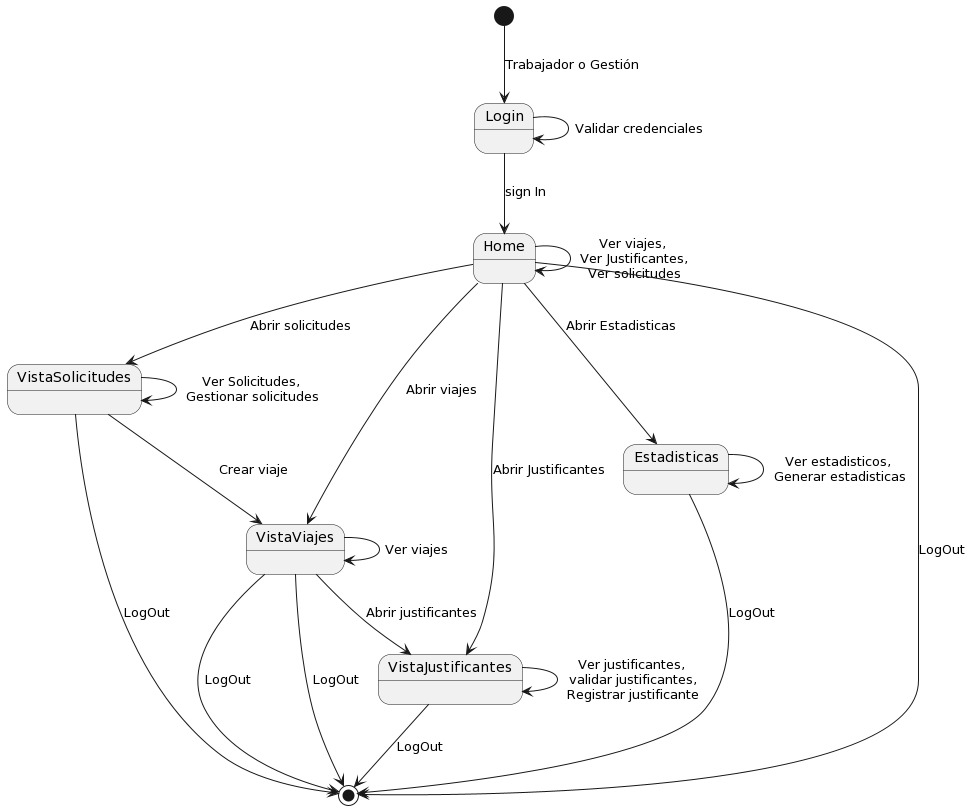 Trabajador o Gestión
Login
Validar credenciales
sign In
Home
Ver viajes,
Ver Justificantes,
Ver solicitudes
Abrir solicitudes
Abrir Estadisticas
VistaSolicitudes
Ver Solicitudes,
Gestionar solicitudes
Abrir viajes
Crear viaje
Abrir Justificantes
Estadisticas
Ver estadisticos,
Generar estadisticas
VistaViajes
Ver viajes
LogOut
LogOut
Abrir justificantes
LogOut
LogOut
LogOut
VistaJustificantes
Ver justificantes,
validar justificantes,
Registrar justificante
LogOut